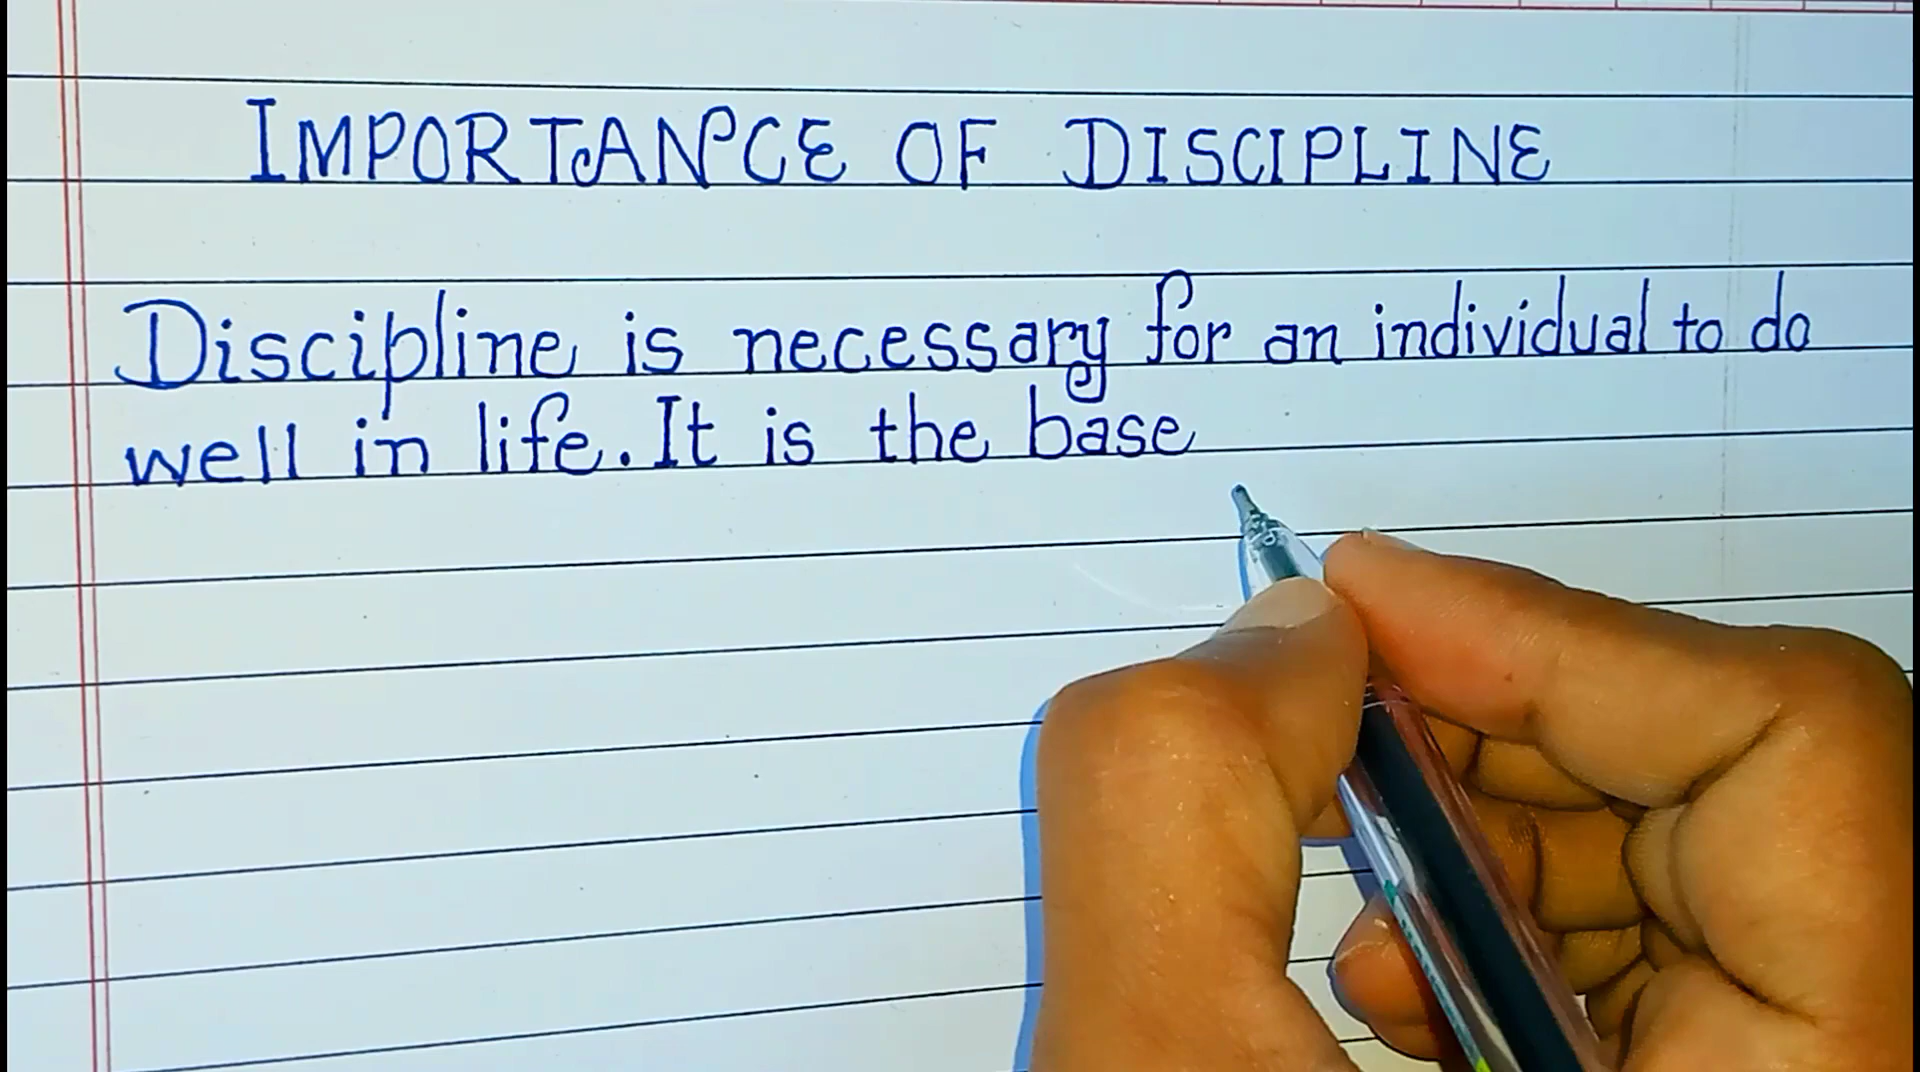 IMPORTANCE OF DISCIPLINE
Discipline is necessary for an individual to do
well in life. It is the base